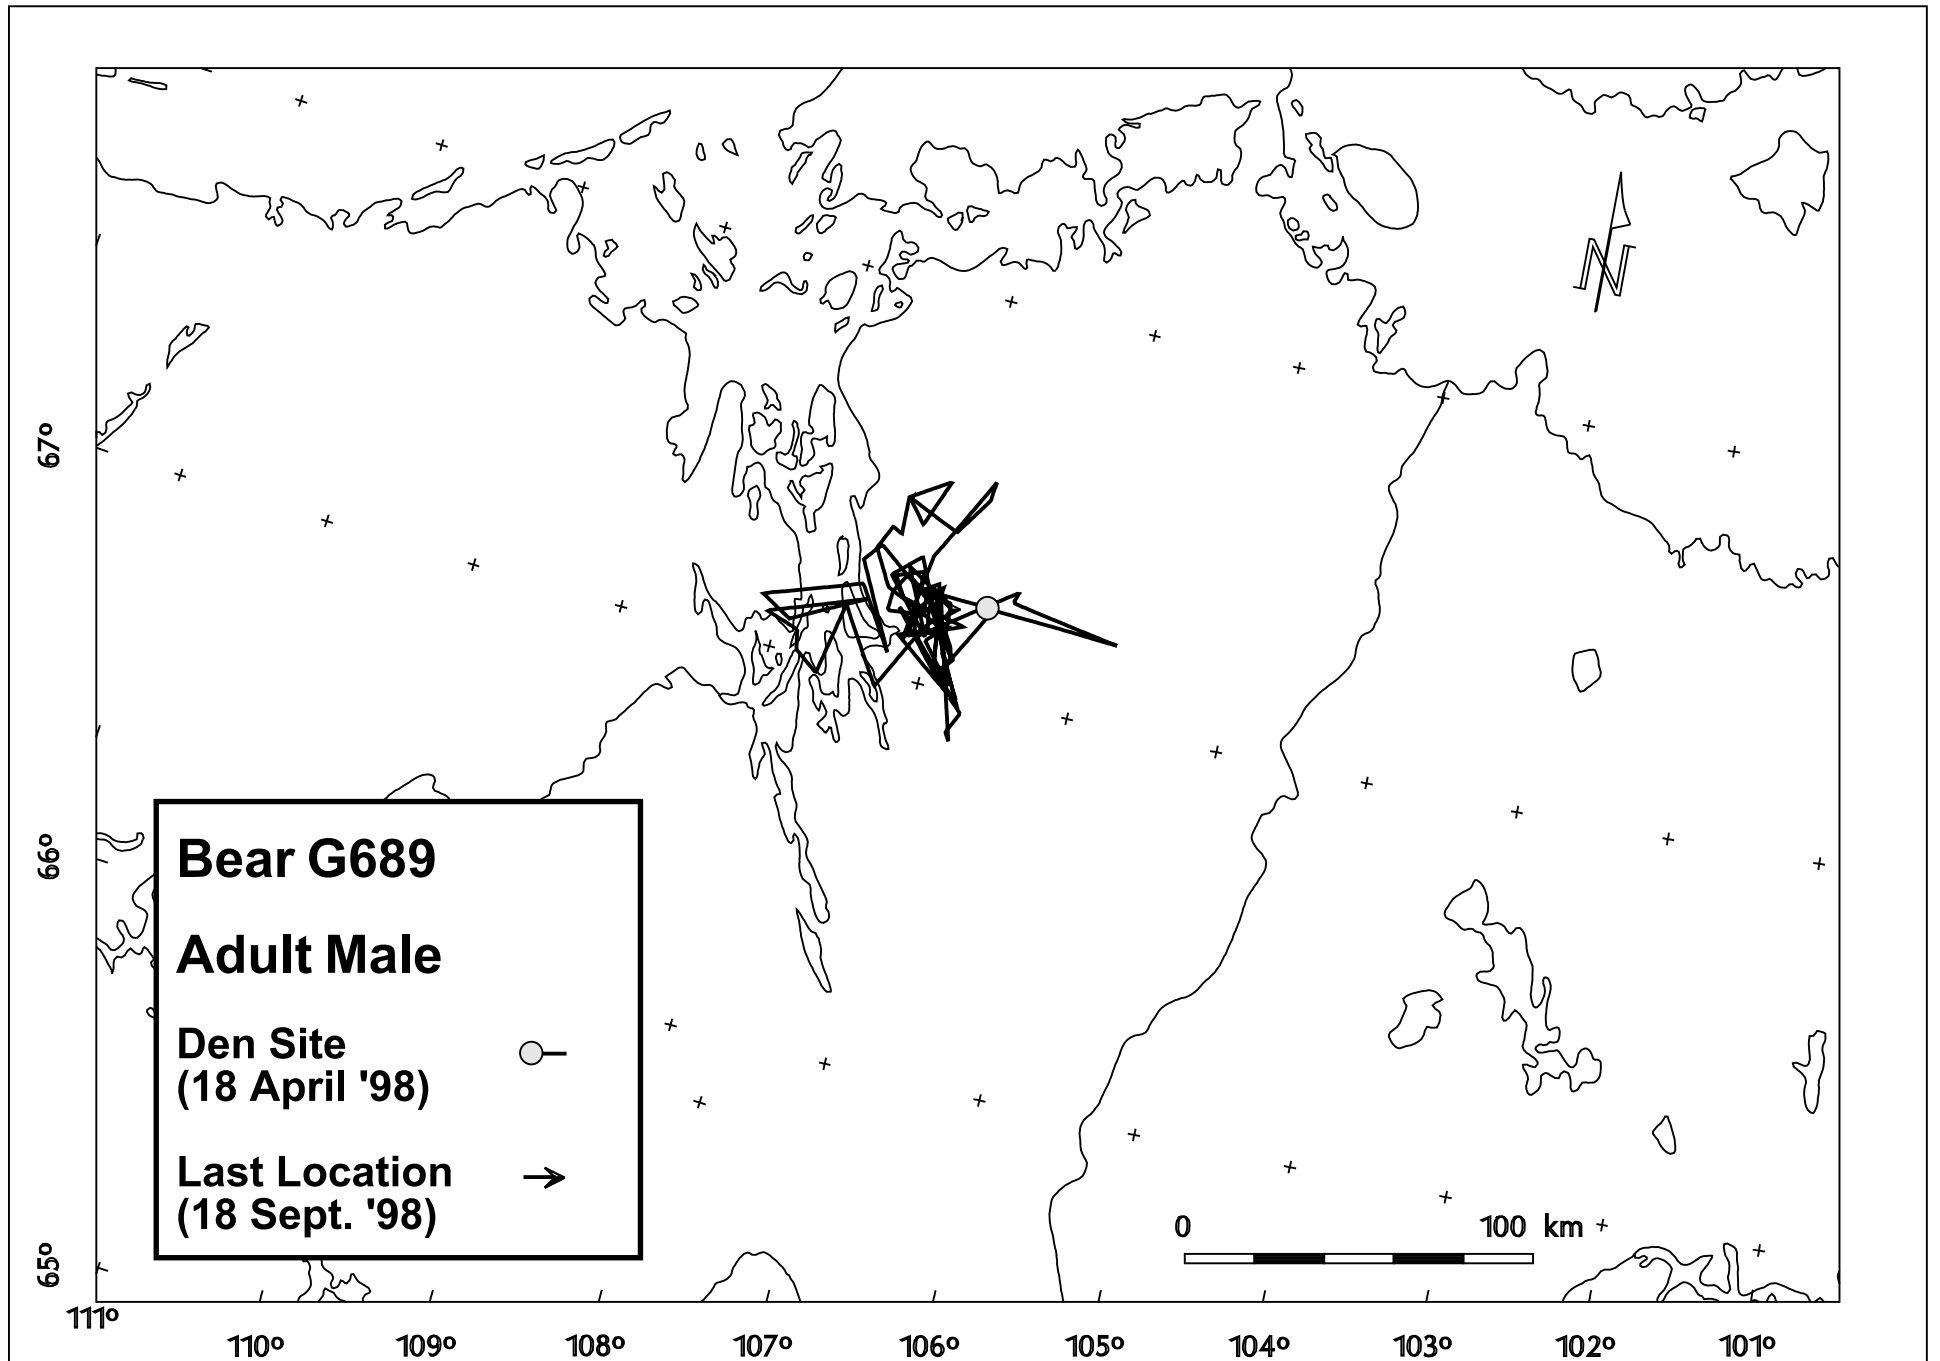 N
67º
66º
65º
Bear G689
Adult Male
Den Site
(18 April '98)
Last Location
(18 Sept. '98)
0 100 km
111º
110º 109º 108º 107º 106º 105º 104º 103º 102º 101º